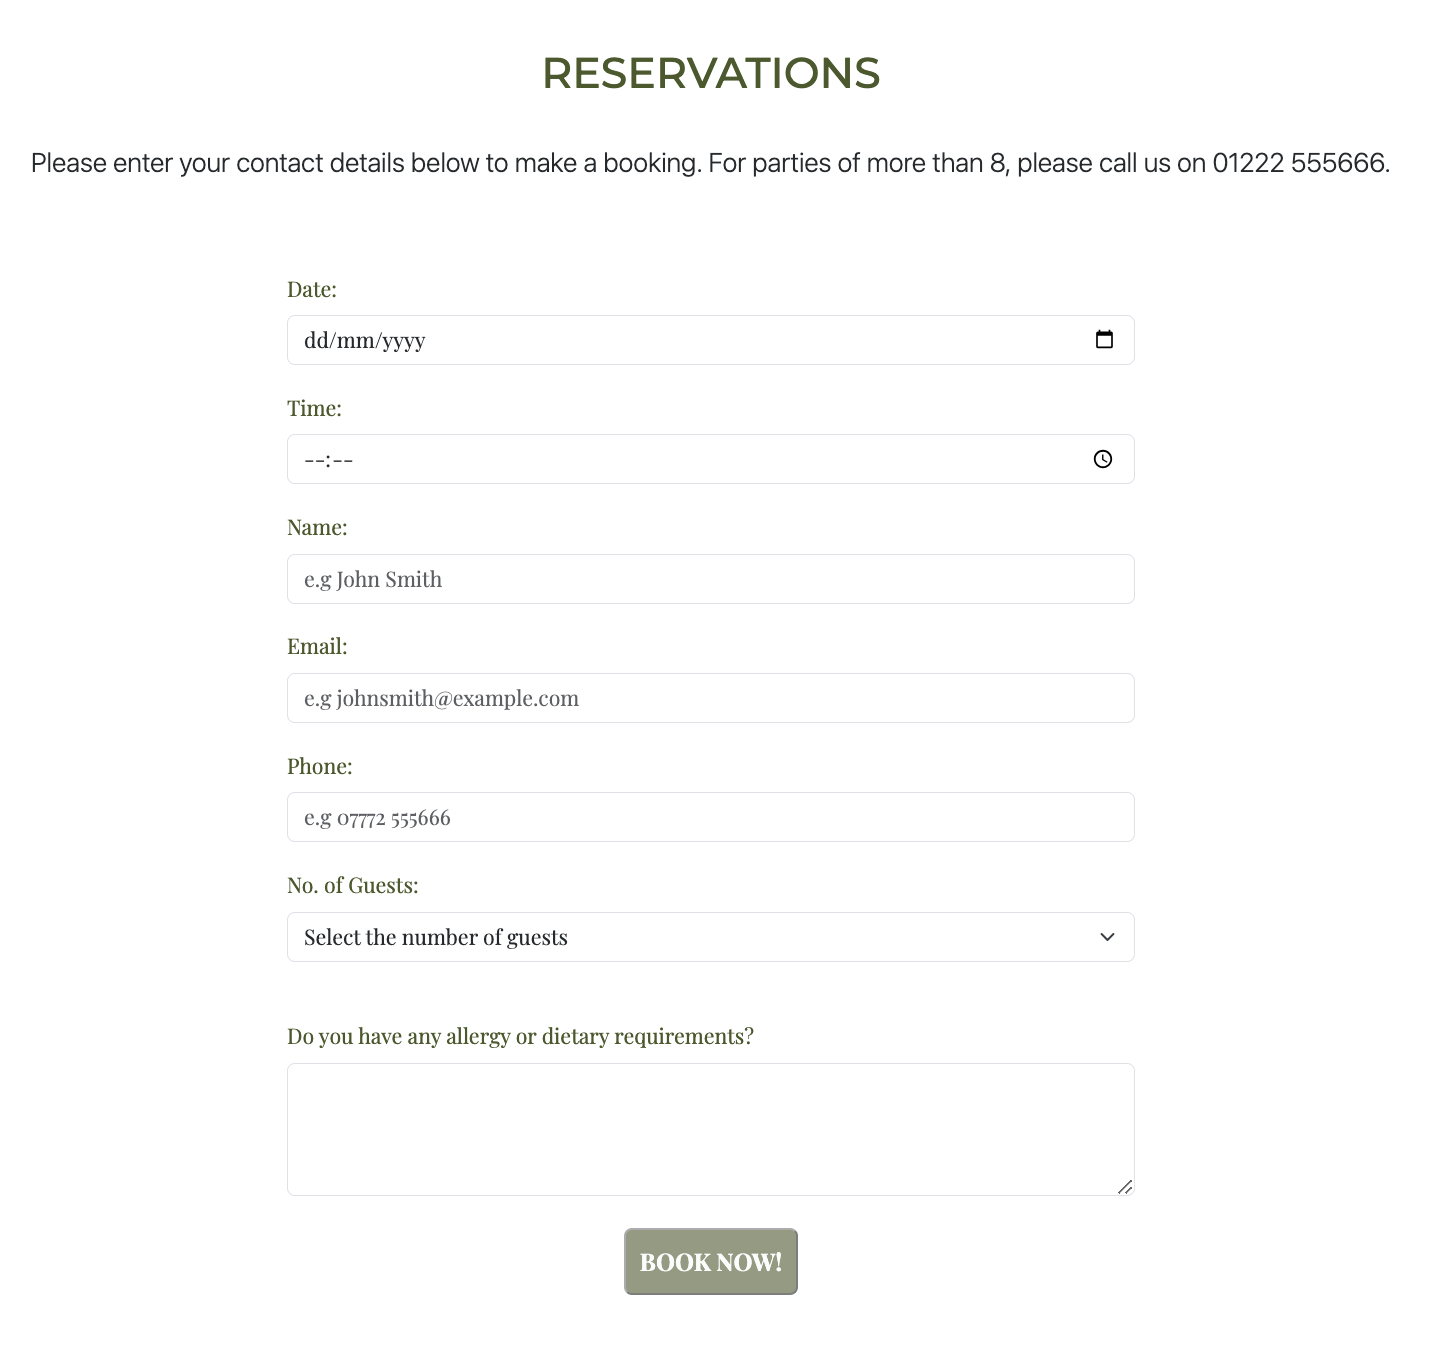 RESERVATIONS
Please enter your contact details below to make a booking. For parties of more than 8, please call us on 01222 555666.
Date:
dd/mm/yyyy
Time:
--:--
Name:
e.g John Smith
Email:
e.g johnsmith@example.com
Phone:
e.g 07772 555666
No. of Guests:
Select the number of guests
Do you have any allergy or dietary requirements?
BOOK NOW!